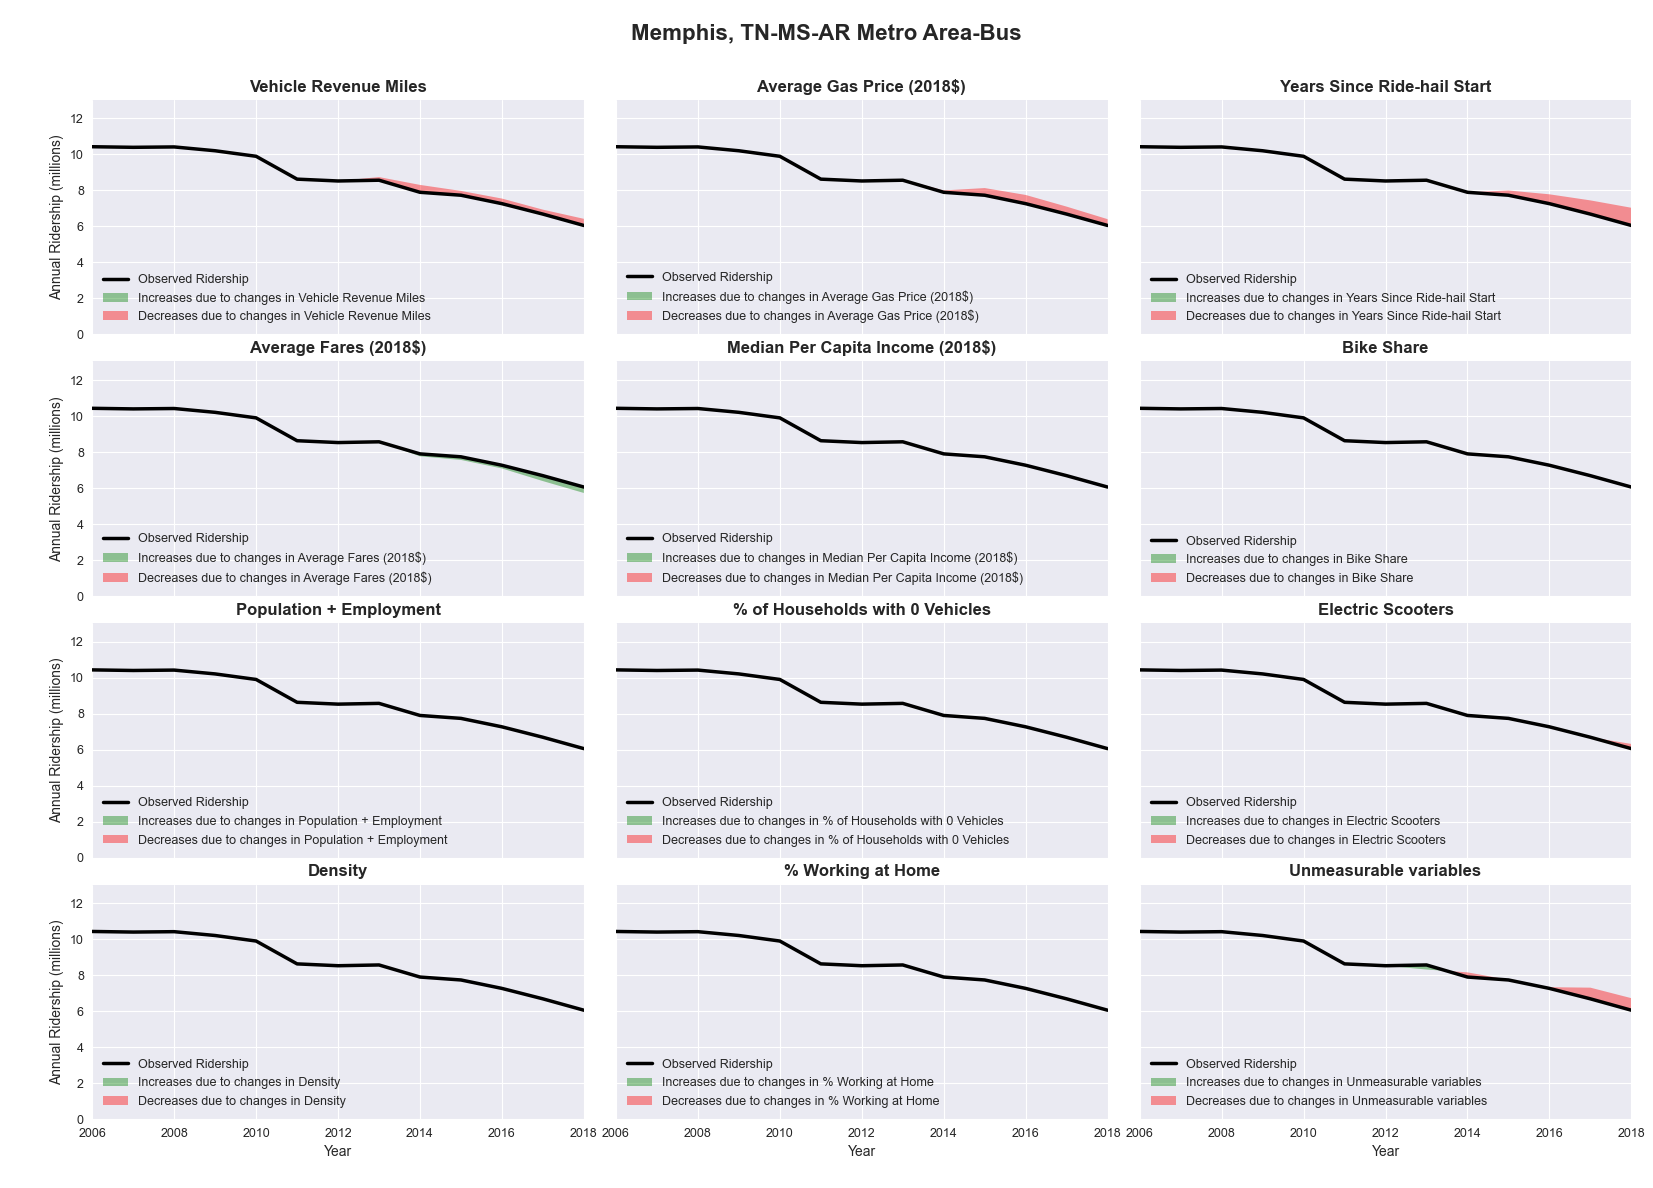 Memphis, TN-MS-AR Metro Area-Bus
Vehicle Revenue Miles
Annual Ridership (millions)
12
10
8
6
4
2
0
Observed Ridership
Increases due to changes in Vehicle Revenue Miles
Decreases due to changes in Vehicle Revenue Miles
Average Gas Price (2018$)
Observed Ridership
Increases due to changes in Average Gas Price (2018$)
Decreases due to changes in Average Gas Price (2018$)
Years Since Ride-hail Start
Observed Ridership
Increases due to changes in Years Since Ride-hail Start
Decreases due to changes in Years Since Ride-hail Start
Average Fares (2018$)
Annual Ridership (millions)
12
10
8
6
4
2
0
Observed Ridership
Increases due to changes in Average Fares (2018$)
Decreases due to changes in Average Fares (2018$)
Median Per Capita Income (2018$)
Observed Ridership
Increases due to changes in Median Per Capita Income (2018$)
Decreases due to changes in Median Per Capita Income (2018$)
Bike Share
Observed Ridership
Increases due to changes in Bike Share
Decreases due to changes in Bike Share
Population + Employment
Annual Ridership (millions)
12
10
8
6
4
2
0
Observed Ridership
Increases due to changes in Population + Employment
Decreases due to changes in Population + Employment
% of Households with 0 Vehicles
Observed Ridership
Increases due to changes in % of Households with 0 Vehicles
Decreases due to changes in % of Households with 0 Vehicles
Electric Scooters
Observed Ridership
Increases due to changes in Electric Scooters
Decreases due to changes in Electric Scooters
Density
Annual Ridership (millions)
12
10
8
6
4
2
0
Observed Ridership
Increases due to changes in Density
Decreases due to changes in Density
2006 2008 2010 2012 2014 2016 2018
Year
% Working at Home
Observed Ridership
Increases due to changes in % Working at Home
Decreases due to changes in % Working at Home
2006 2008 2010 2012 2014 2016 2018
Year
Unmeasurable variables
Observed Ridership
Increases due to changes in Unmeasurable variables
Decreases due to changes in Unmeasurable variables
2006 2008 2010 2012 2014 2016 2018
Year